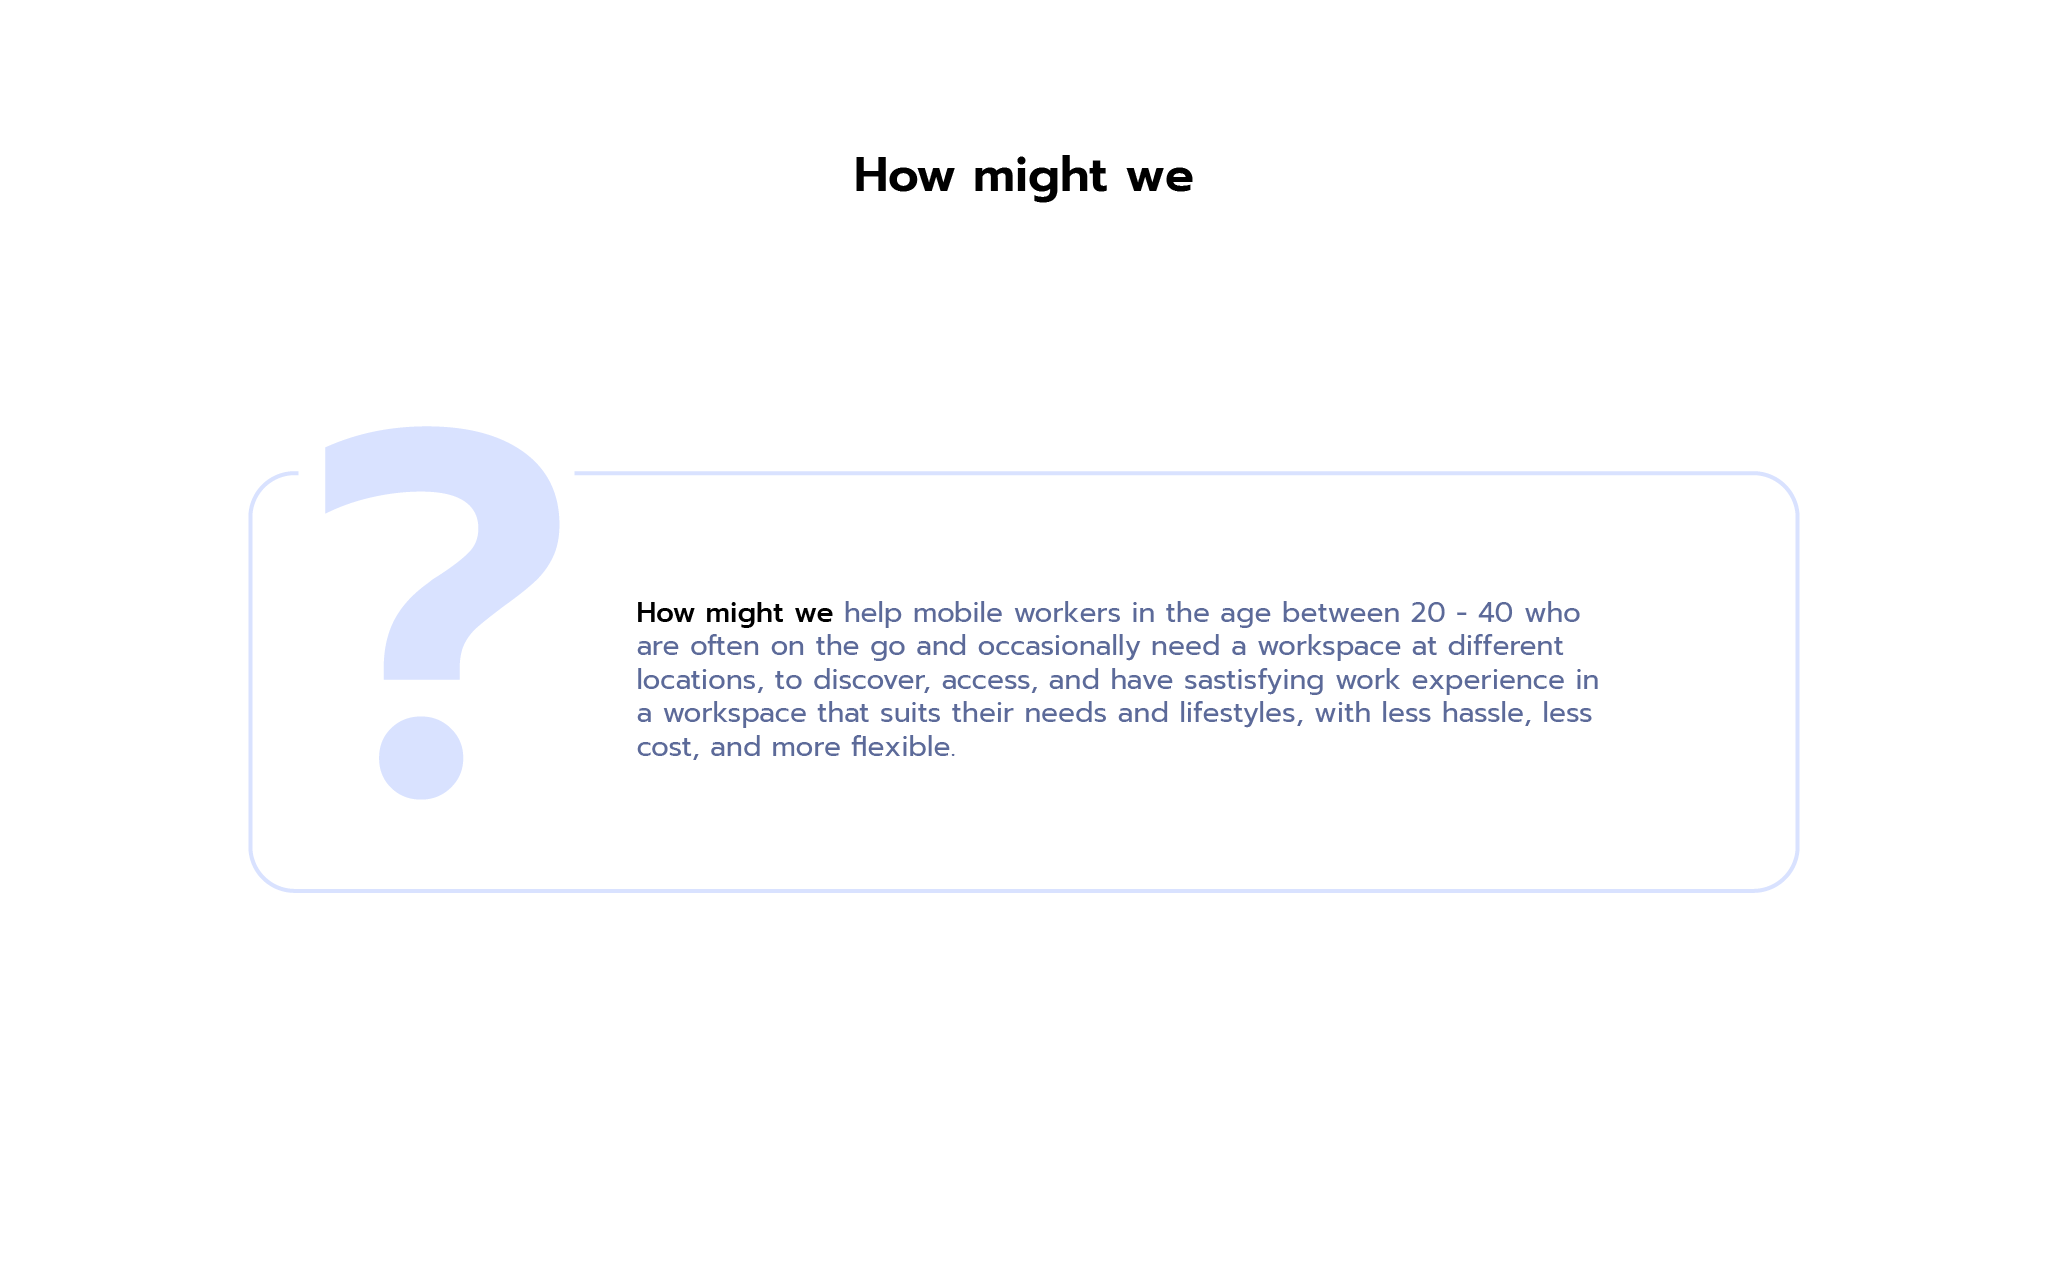 How might we
?
How might we help mobile workers in the age between 20 - 40 who
are often on the go and occasionally need a workspace at different
locations, to discover, access, and have sastisfying work experience in
a workspace that suits their needs and lifestyles, with less hassle, less
cost, and more flexible.